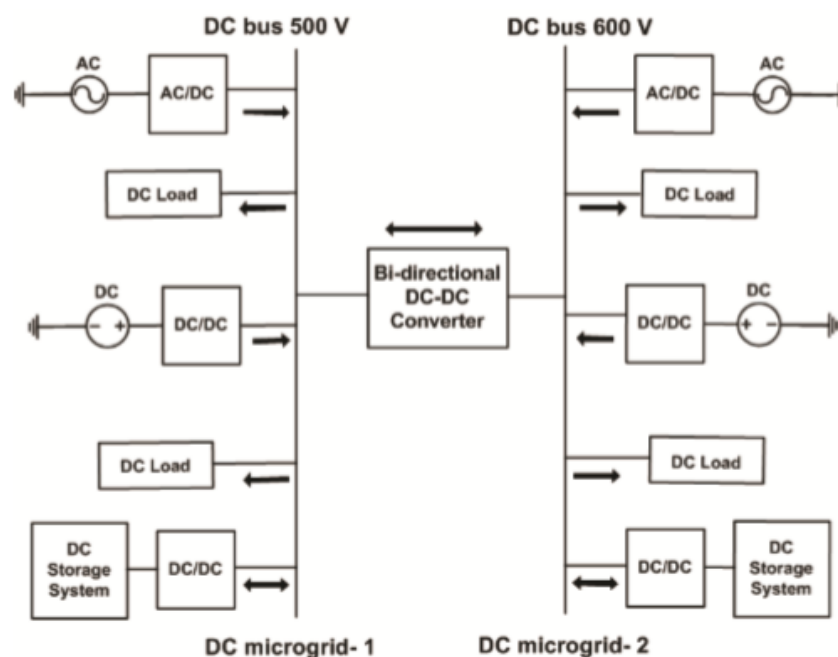 DC bus 500 V
DC bus 600 V
AC
AC/DC
AC/DC
AC
DC Load
DC Load
Bi-directional
DC-DC
Converter
DC
- +
DC/DC
DC/DC
DC
+ -
DC Load
DC Load
DC
Storage
System
DC/DC
DC/DC
DC
Storage
System
DC microgrid- 1
DC microgrid- 2